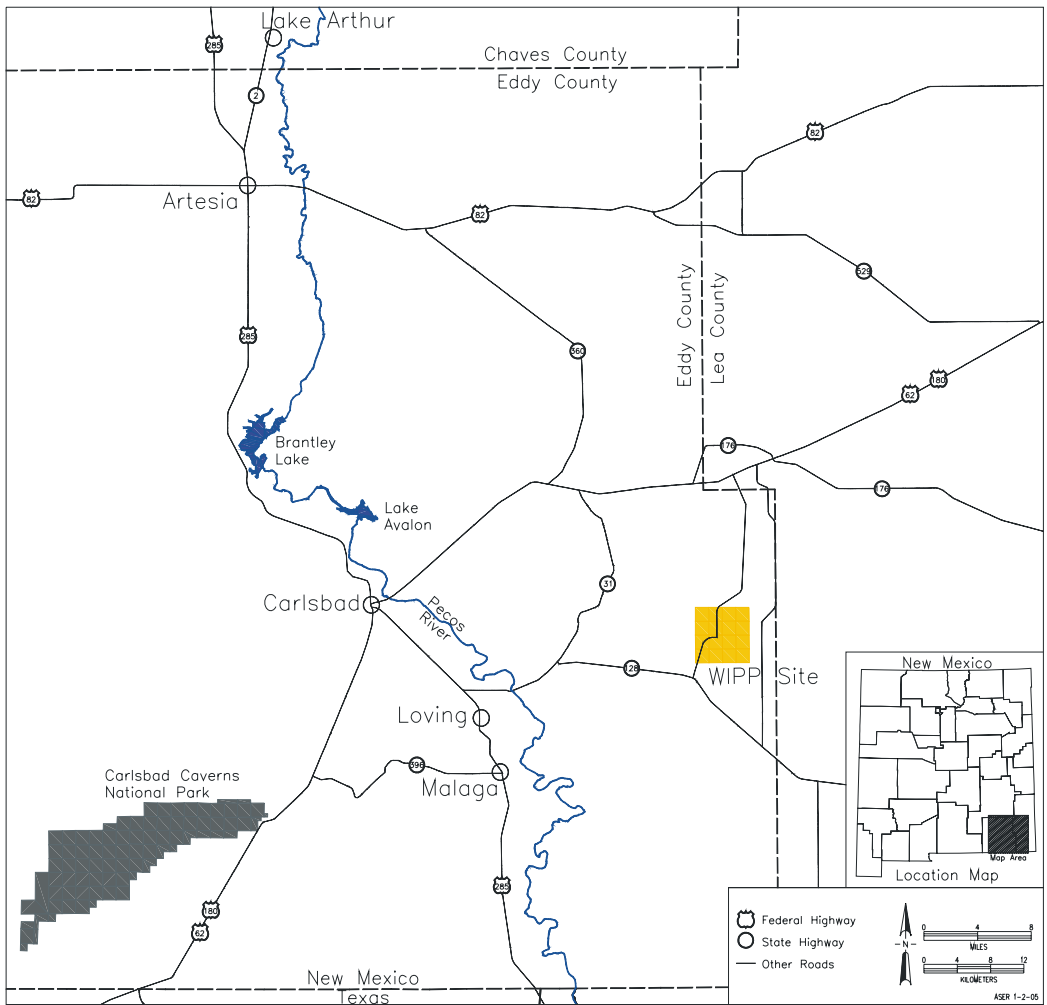 Lake Arthur
285
Chaves County
Eddy County
2
82
82
Artesia
82
529
Eddy County
Lea County
285
360
180
62
Brantley
Lake
176
176
Lake
Avalon
31
Carlsbad
Pecos
River
128
WIPP Site
Loving
396
Malaga
Carlsbad Caverns
National Park
285
180
62
New Mexico
Texas
New Mexico
Map Area
Location Map
Federal Highway
State Highway
Other Roads
N
0 4 8
MILES
0 4 8 12
KILOMETERS
ASER 1-2-05